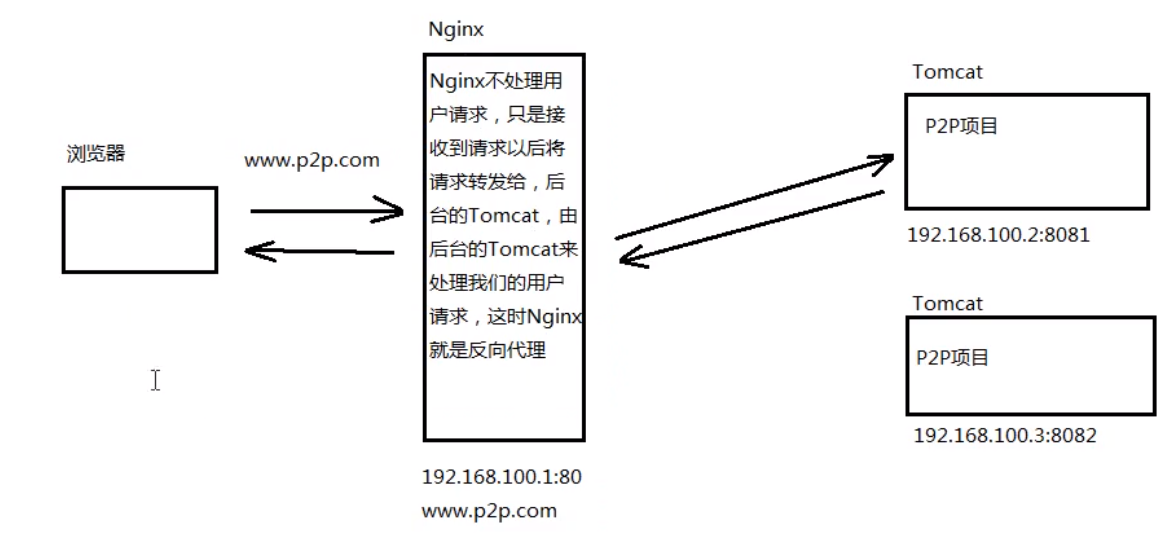 Nginx
Nginx不处理用
户请求，只是接
收到请求以后将
请求转发给，后
台的Tomcat，由
后台的Tomcat来
处理我们的用户
请求，这时Nginx
就是反向代理
192.168.100.1:80
www.p2p.com
浏览器
www.p2p.com
Tomcat
P2P项目
192.168.100.2:8081
Tomcat
P2P项目
192.168.100.3:8082